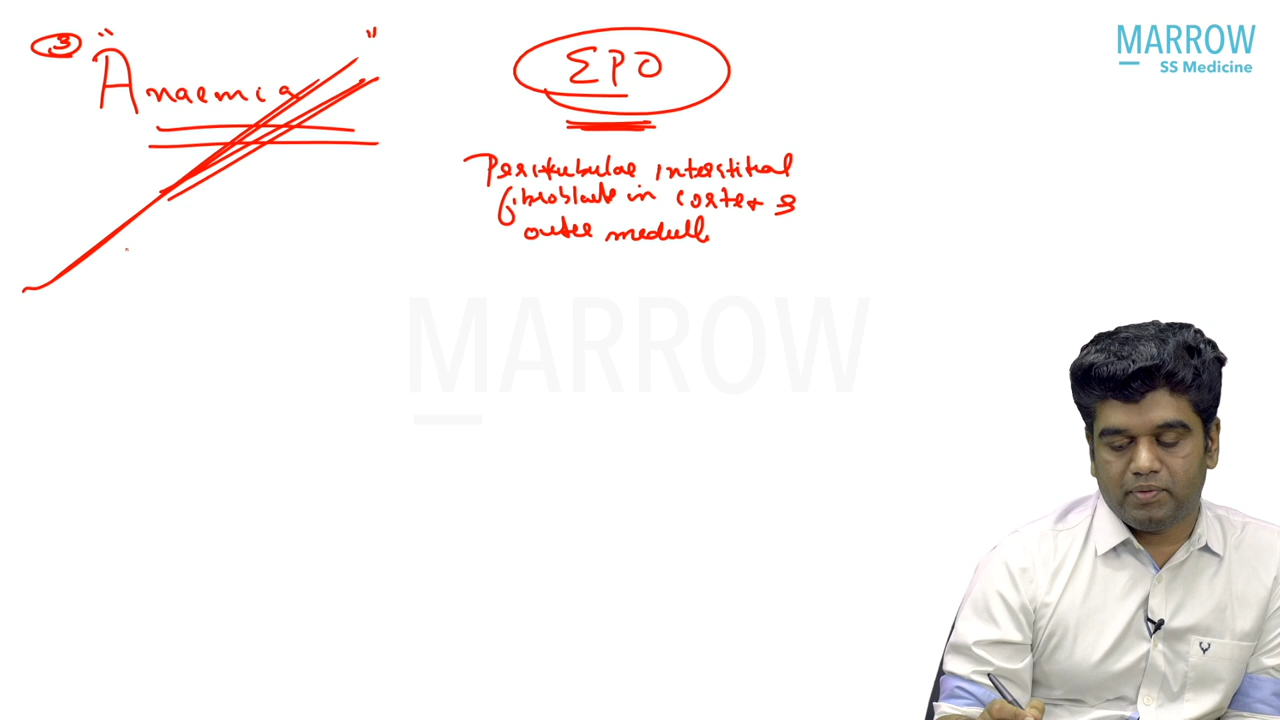 3 "Anaemia"
EPO
Peritubular interstitial
fibroblasts in cortex &
outer medulla
MARROW
SS Medicine
MARROW